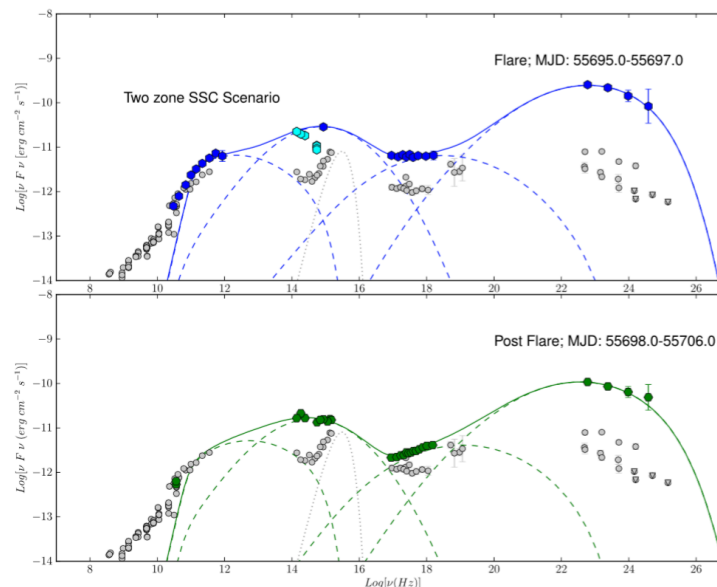 −8
−9
−10
−11
−12
−13
−14
Log[ν F ν (erg cm⁻² s⁻¹)]
Flare; MJD: 55695.0-55697.0
Two zone SSC Scenario
8 10 12 14 16 18 20 22 24 26
−8
−9
−10
−11
−12
−13
−14
Log[ν F ν (erg cm⁻² s⁻¹)]
Post Flare; MJD: 55698.0-55706.0
8 10 12 14 16 18 20 22 24 26
Log[ν(Hz)]